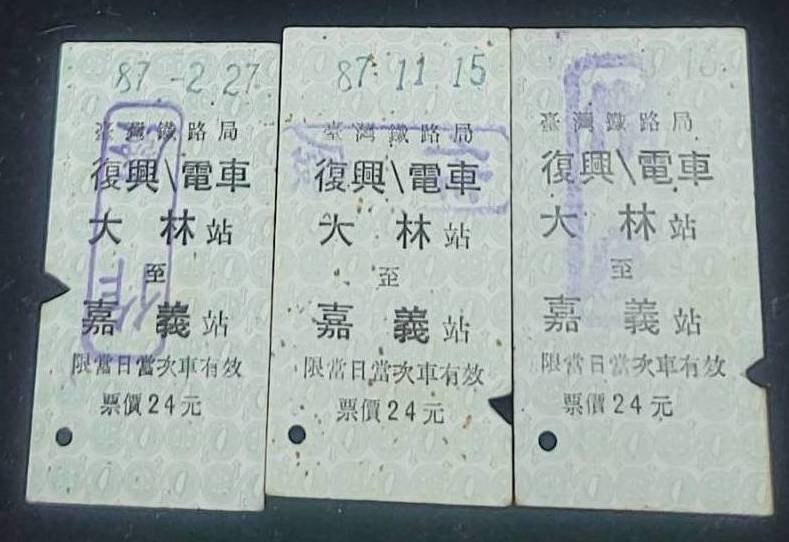 87 -2 27
臺灣鐵路局
復興\電車
大林站
至
嘉義站
限當日當次車有效
票價24元
87.11 15
臺灣鐵路局
復興\電車
大林站
至
嘉義站
限當日當次車有效
票價24元
臺灣鐵路局
復興\電車
大林站
至
嘉義站
限當日當次車有效
票價24元